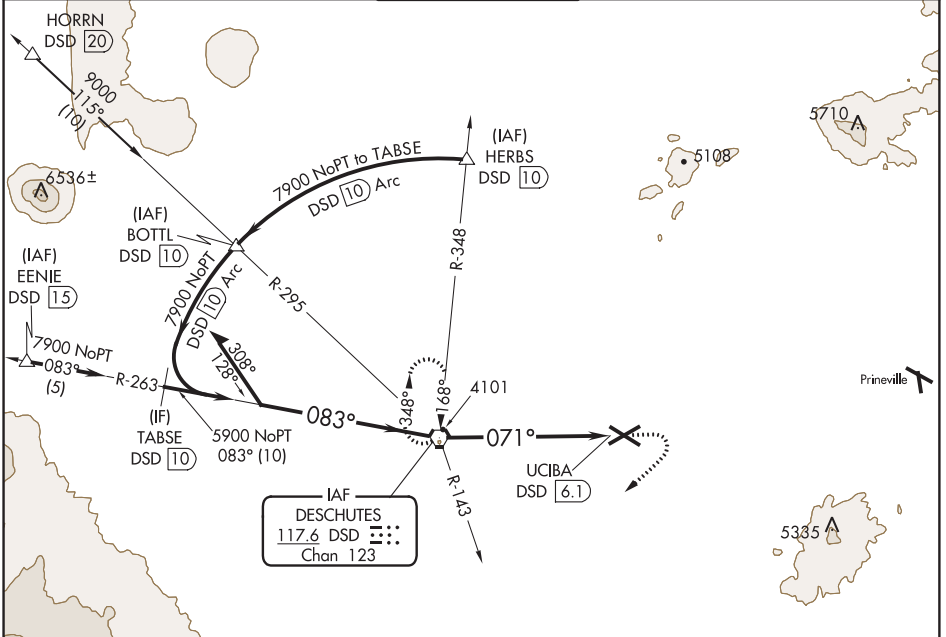 HORRN
DSD 20
9000
115°
(10)
6536±
7900 NoPT to TABSE
DSD 10 Arc
(IAF)
HERBS
DSD 10
5710
5108
(IAF)
BOTTL
DSD 10
(IAF)
EENIE
DSD 15
7900 NoPT
DSD 10 Arc
R-295
R-348
7900 NoPT
083°
(5)
R-263
308°
128°
(IF)
TABSE
DSD 10
5900 NoPT
083° (10)
083°
348°
168°
4101
071°
UCIBA
DSD 6.1
Prineville
R-143
IAF
DESCHUTES
117.6 DSD
Chan 123
5335